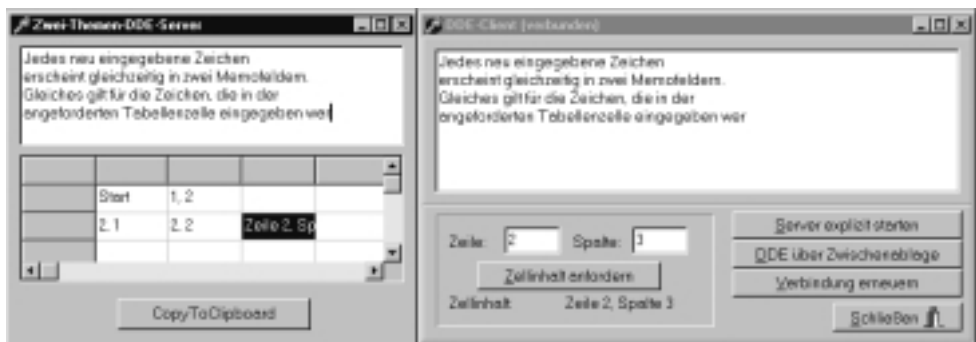 Zwei-Themen-DDE-Server
Jedes neu eingegebene Zeichen
erscheint gleichzeitig in zwei Memofeldern.
Gleiches gilt für die Zeichen, die in der
angeforderten Tabellenzelle eingegeben wer
Start 1, 2
2, 1 2, 2 Zeile 2, Sp
CopyToClipboard
DDE-Client (verbunden)
Jedes neu eingegebene Zeichen
erscheint gleichzeitig in zwei Memofeldern.
Gleiches gilt für die Zeichen, die in der
angeforderten Tabellenzelle eingegeben wer
Zeile: 2 Spalte: 3
Zellinhalt anfordern
Zellinhalt: Zeile 2, Spalte 3
Server explizit starten
DDE über Zwischenablage
Verbindung erneuern
Schließen